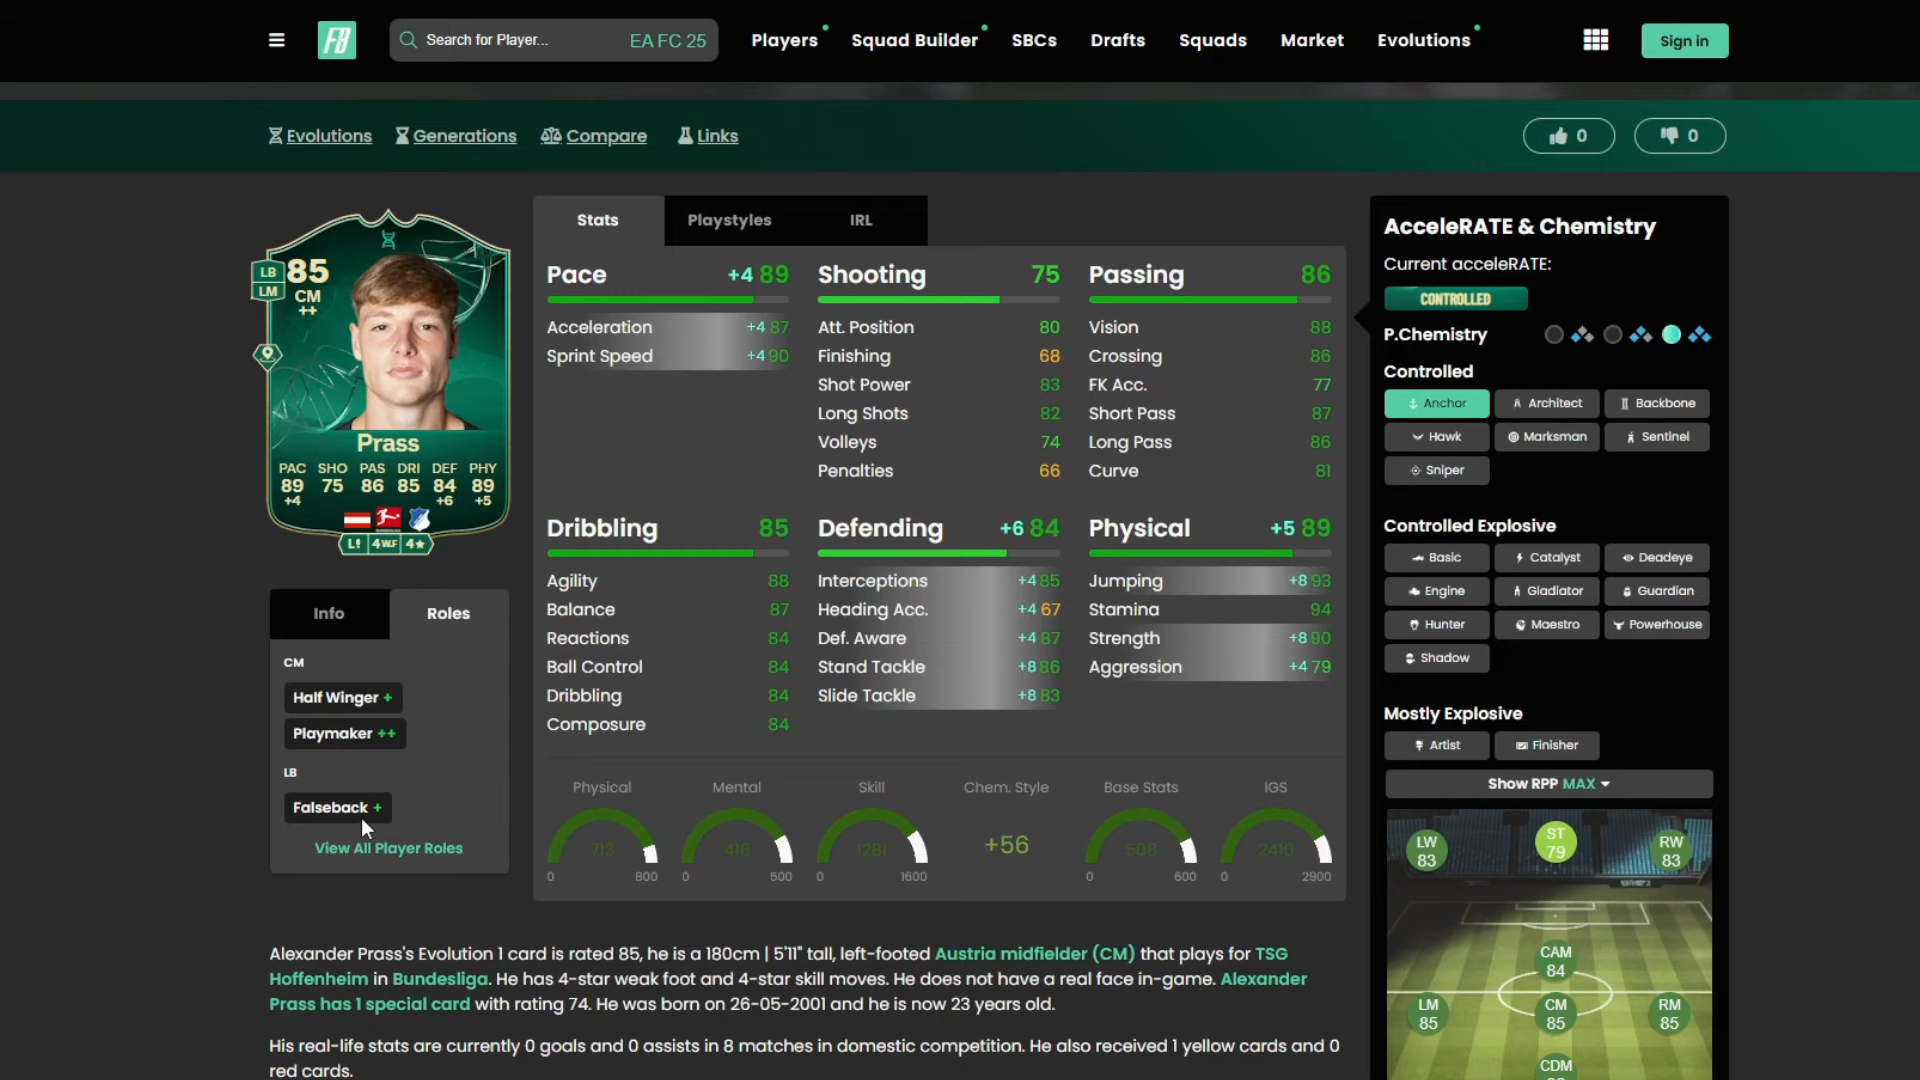 FB
Search for Player...
EA FC 25
Players
Squad Builder
SBCs
Drafts
Squads
Market
Evolutions
Sign in
Evolutions
Generations
Compare
Links
0
0
LB
LM
85
CM
++
Prass
PAC SHO PAS DRI DEF PHY
89 75 86 85 84 89
+4 +6 +5
4 W.F
4★
Info
Roles
CM
Half Winger +
Playmaker ++
LB
Falseback +
View All Player Roles
Stats
Playstyles
IRL
Pace +4 89
Acceleration +4 87
Sprint Speed +4 90
Shooting 75
Att. Position 80
Finishing 68
Shot Power 83
Long Shots 82
Volleys 74
Penalties 66
Passing 86
Vision 88
Crossing 86
FK Acc. 77
Short Pass 87
Long Pass 86
Curve 81
Dribbling 85
Agility 88
Balance 87
Reactions 84
Ball Control 84
Dribbling 84
Composure 84
Defending +6 84
Interceptions +4 85
Heading Acc. +4 67
Def. Aware +4 87
Stand Tackle +8 86
Slide Tackle +8 83
Physical +5 89
Jumping +8 93
Stamina 94
Strength +8 90
Aggression +4 79
Physical
713
0 800
Mental
416
0 500
Skill
1281
0 1600
Chem. Style
+56
Base Stats
508
0 600
IGS
2410
0 2900
AcceleRATE & Chemistry
Current acceleRATE:
CONTROLLED
P.Chemistry
Controlled
Anchor
Architect
Backbone
Hawk
Marksman
Sentinel
Sniper
Controlled Explosive
Basic
Catalyst
Deadeye
Engine
Gladiator
Guardian
Hunter
Maestro
Powerhouse
Shadow
Mostly Explosive
Artist
Finisher
Show RPP MAX
LW
83
ST
79
RW
83
CAM
84
LM
85
CM
85
RM
85
CDM
Alexander Prass's Evolution 1 card is rated 85, he is a 180cm | 5'11" tall, left-footed Austria midfielder (CM) that plays for TSG
Hoffenheim in Bundesliga. He has 4-star weak foot and 4-star skill moves. He does not have a real face in-game. Alexander
Prass has 1 special card with rating 74. He was born on 26-05-2001 and he is now 23 years old.
His real-life stats are currently 0 goals and 0 assists in 8 matches in domestic competition. He also received 1 yellow cards and 0
red cards.